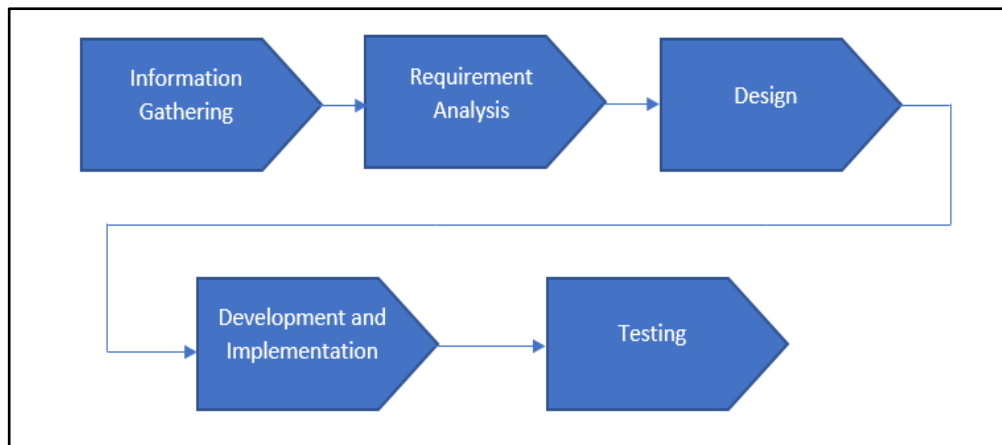 Information
Gathering
Requirement
Analysis
Design
Development and
Implementation
Testing